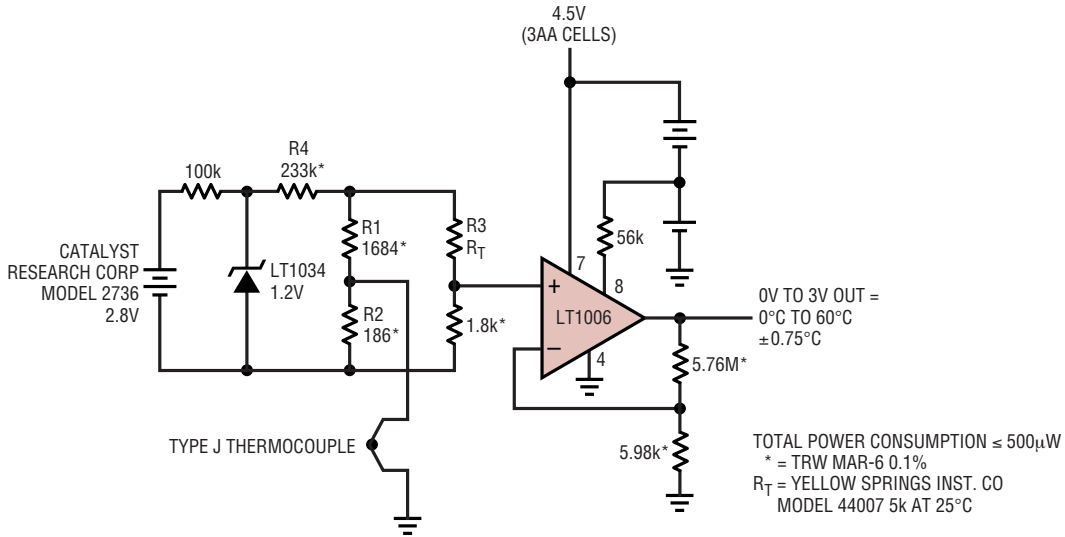 4.5V
(3AA CELLS)
R4
233k*
100k
R1
1684*
R3
RT
56k
CATALYST
RESEARCH CORP
MODEL 2736
2.8V
LT1034
1.2V
7
8
+
LT1006
–
4
R2
186*
1.8k*
0V TO 3V OUT =
0°C TO 60°C
±0.75°C
5.76M*
TYPE J THERMOCOUPLE
5.98k*
TOTAL POWER CONSUMPTION ≤ 500µW
* = TRW MAR-6 0.1%
RT = YELLOW SPRINGS INST. CO
MODEL 44007 5k AT 25°C